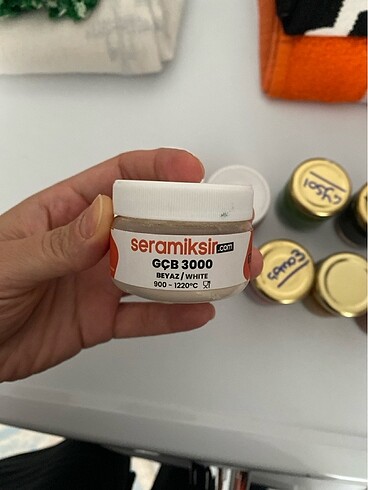 seramiksir.com
GÇB 3000
BEYAZ / WHITE
900 - 1220°C